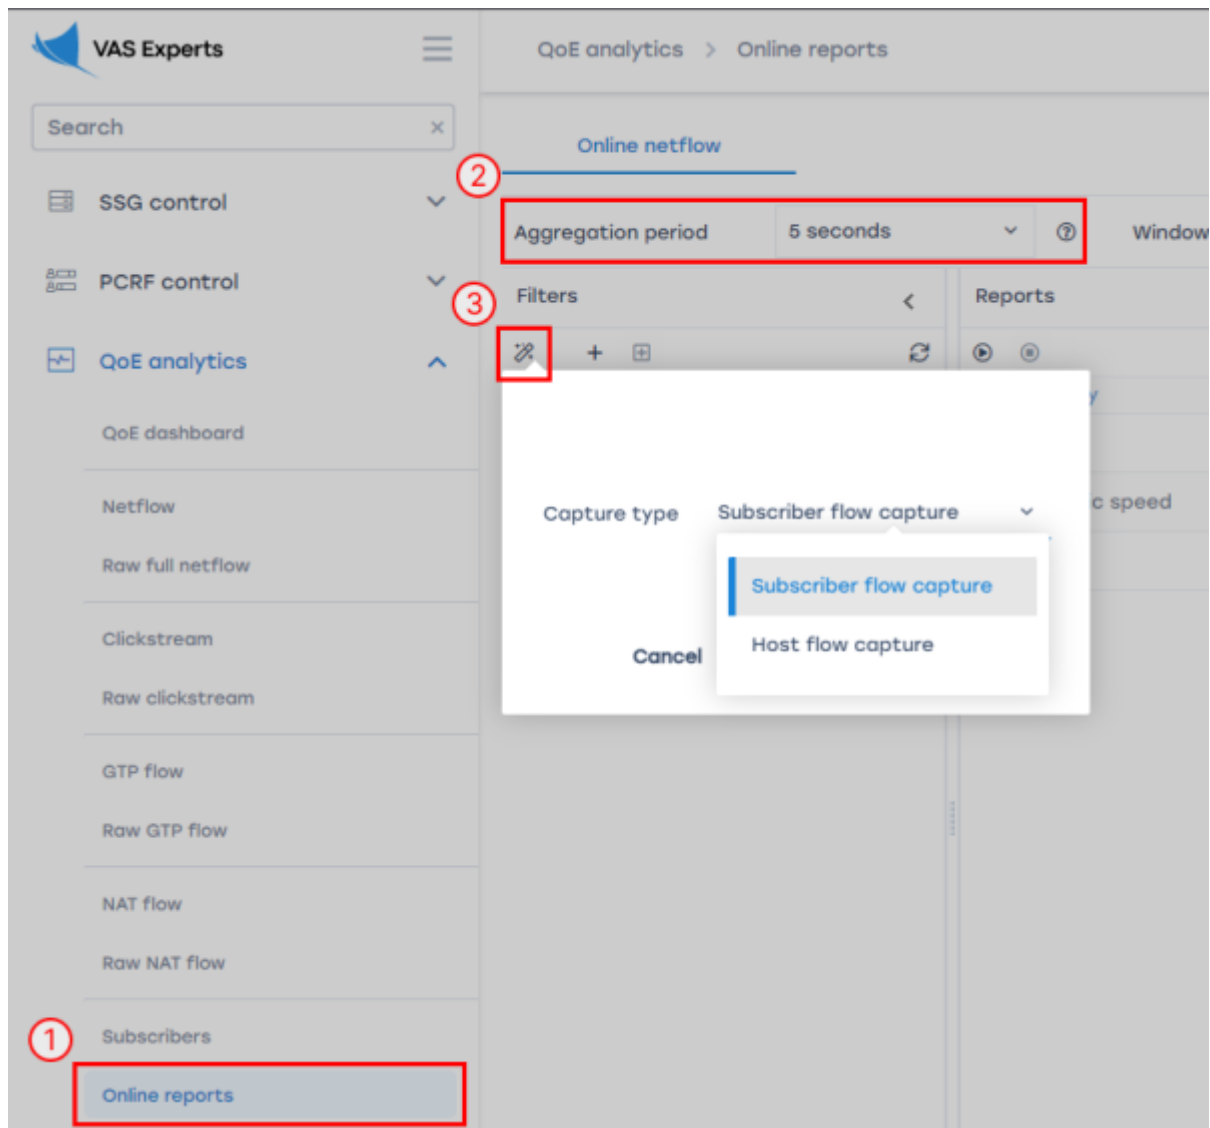 VAS Experts
QoE analytics > Online reports
Search
Online netflow
2
SSG control
Aggregation period 5 seconds Window
PCRF control
3
Filters
Reports
QoE analytics
y
QoE dashboard
Capture type Subscriber flow capture
c speed
Netflow
Raw full netflow
Subscriber flow capture
Clickstream
Host flow capture
Cancel
Raw clickstream
GTP flow
Raw GTP flow
NAT flow
Raw NAT flow
1
Subscribers
Online reports